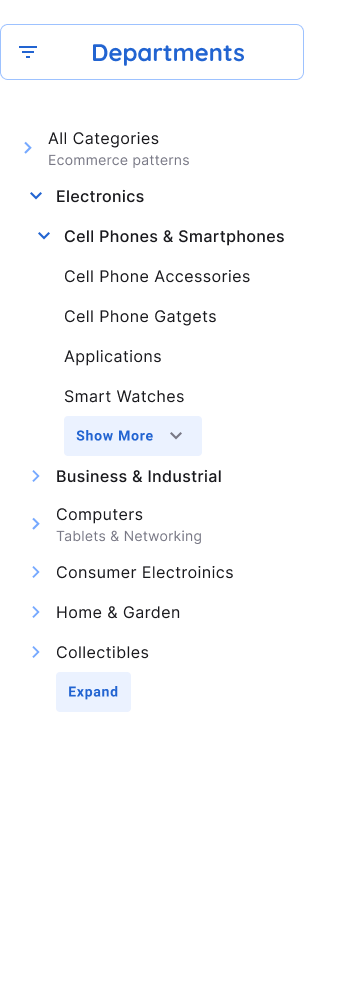 Departments
All Categories
Ecommerce patterns
Electronics
Cell Phones & Smartphones
Cell Phone Accessories
Cell Phone Gatgets
Applications
Smart Watches
Show More
Business & Industrial
Computers
Tablets & Networking
Consumer Electroinics
Home & Garden
Collectibles
Expand